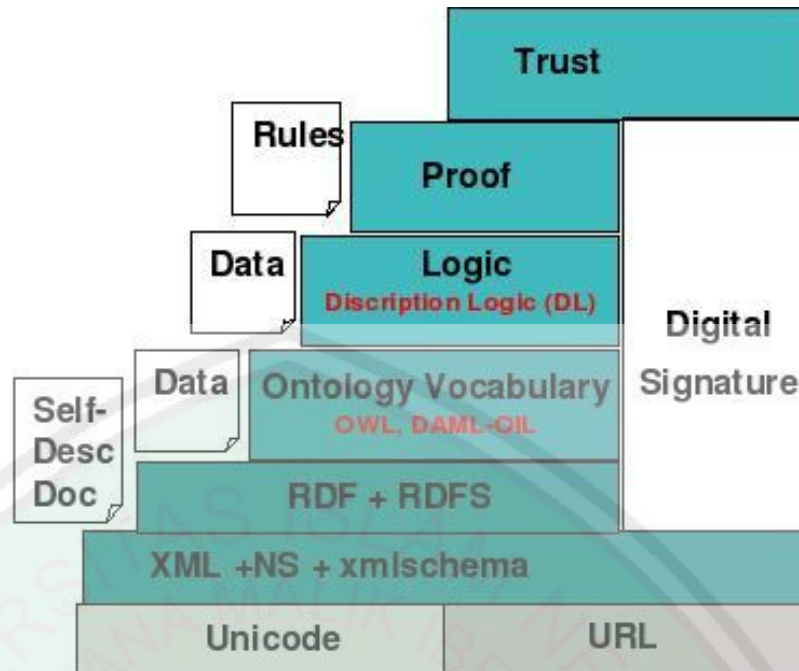 Trust
Rules
Proof
Data
Logic
Discription Logic (DL)
Digital
Signature
Data
Ontology Vocabulary
OWL, DAML-OIL
Self-
Desc
Doc
RDF + RDFS
XML +NS + xmlschema
Unicode
URL